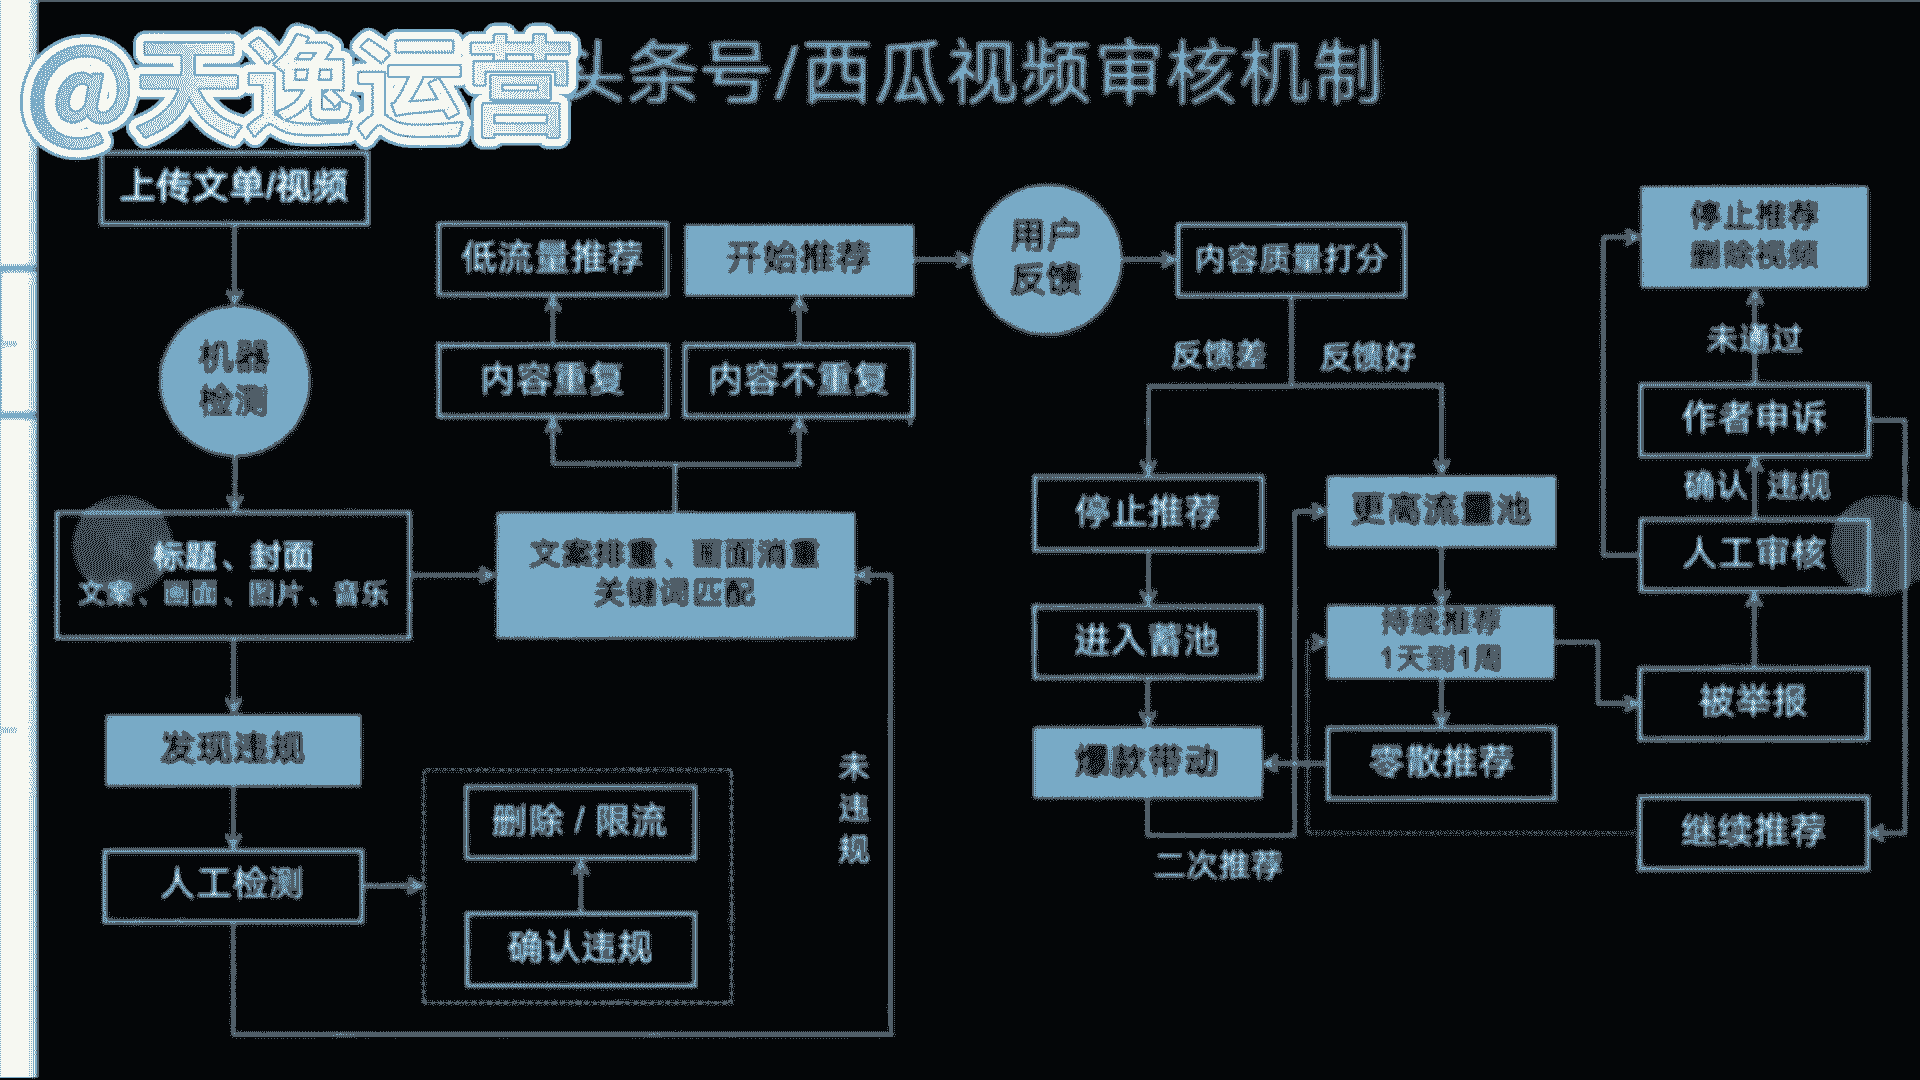 @天逸运营
头条号/西瓜视频审核机制
上传文单/视频
机器
检测
标题、封面
文案、画面、图片、音乐
发现违规
人工检测
低流量推荐
开始推荐
内容重复
内容不重复
文案排重、画面消重
关键词匹配
删除 / 限流
确认违规
未
违
规
用户
反馈
内容质量打分
反馈差
反馈好
停止推荐
进入蓄池
爆款带动
二次推荐
更高流量池
持续推荐
1天到1周
零散推荐
停止推荐
删除视频
未通过
作者申诉
确认 违规
人工审核
被举报
继续推荐